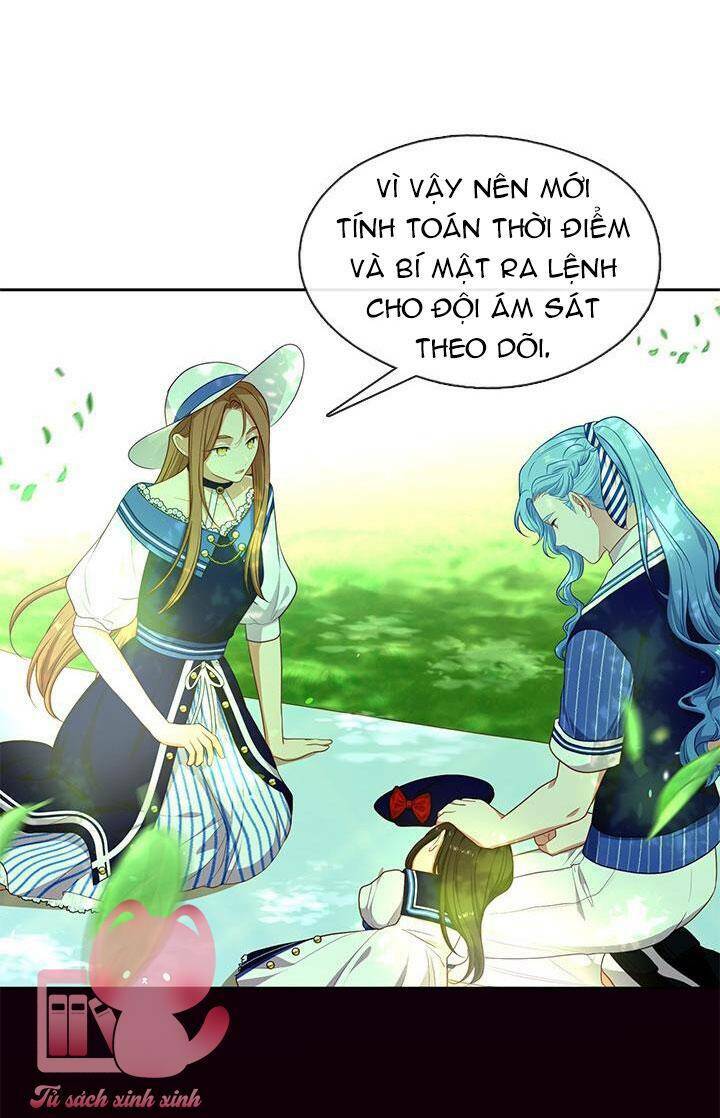 VÌ VẬY NÊN MỚI
TÍNH TOÁN THỜI ĐIỂM
VÀ BÍ MẬT RA LỆNH
CHO ĐỘI ÁM SÁT
THEO DÕI.
Tủ sách xinh xinh